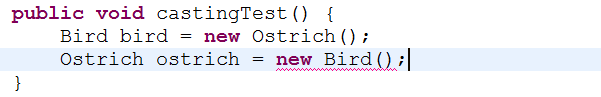 public void castingTest() {
    Bird bird = new Ostrich();
    Ostrich ostrich = new Bird();
}